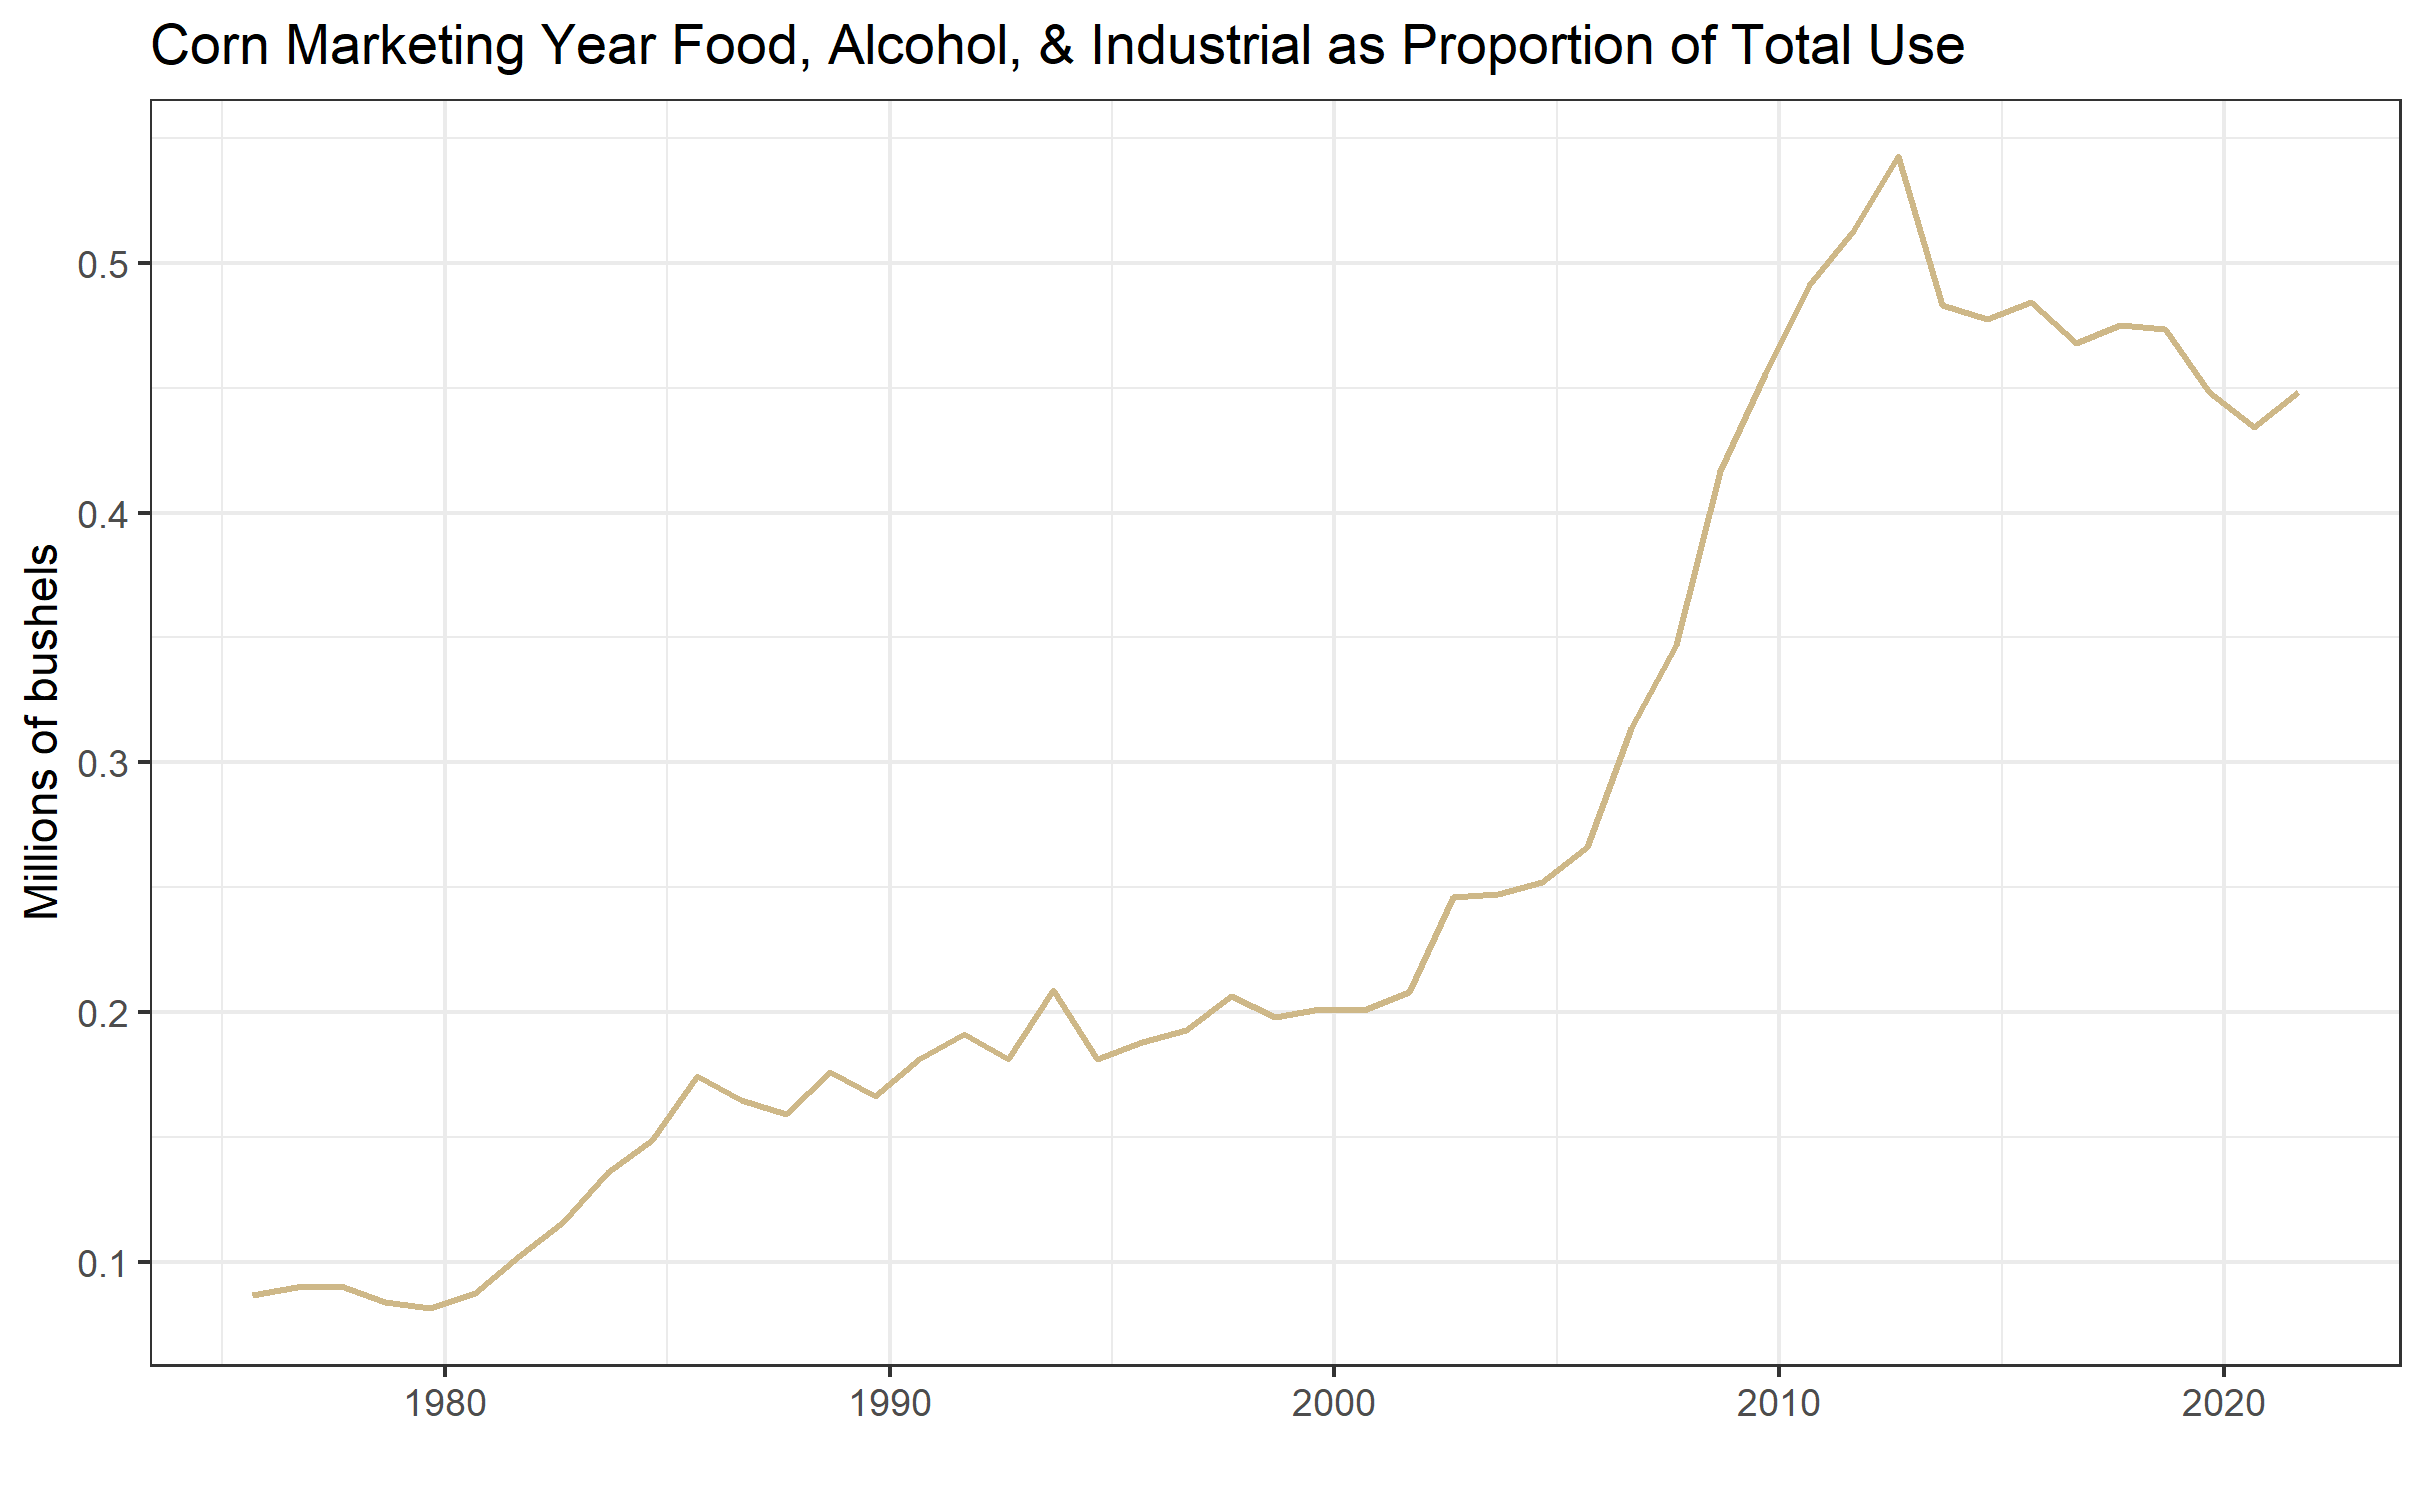 Corn Marketing Year Food, Alcohol, & Industrial as Proportion of Total Use
Millions of bushels
0.5
0.4
0.3
0.2
0.1
1980 1990 2000 2010 2020